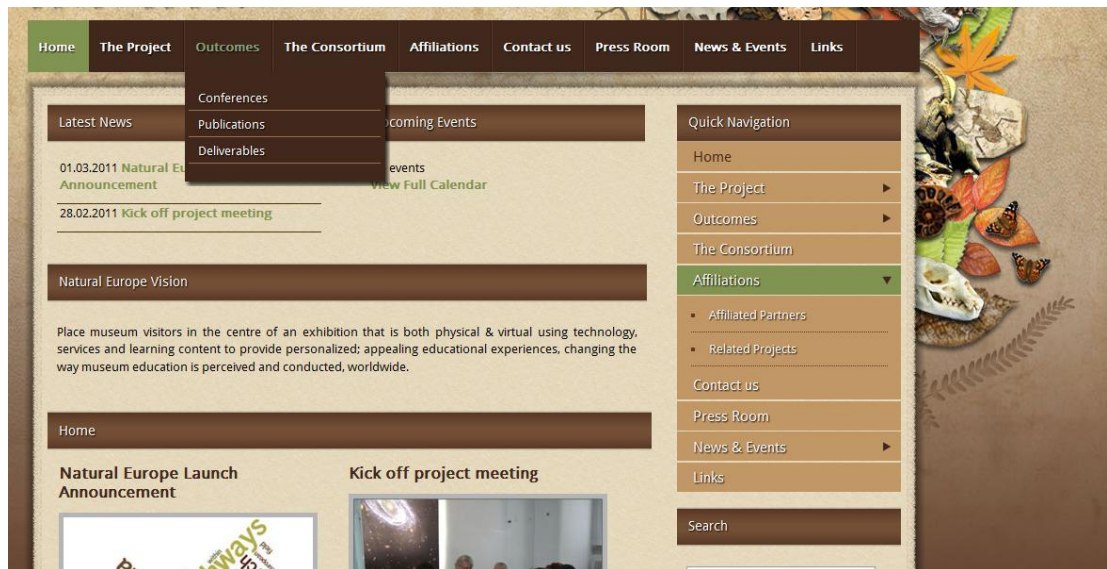 Home The Project Outcomes The Consortium Affiliations Contact us Press Room News & Events Links
Conferences
Publications
Deliverables
Latest News
01.03.2011 Natural
Announcement
28.02.2011 Kick off project meeting
Events
events
View Full Calendar
Natural Europe Vision
Place museum visitors in the centre of an exhibition that is both physical & virtual using technology,
services and learning content to provide personalized; appealing educational experiences, changing the
way museum education is perceived and conducted, worldwide.
Home
Natural Europe Launch
Announcement
Kick off project meeting
Quick Navigation
Home
The Project
Outcomes
The Consortium
Affiliations
Affiliated Partners
Related Projects
Contact us
Press Room
News & Events
Links
Search